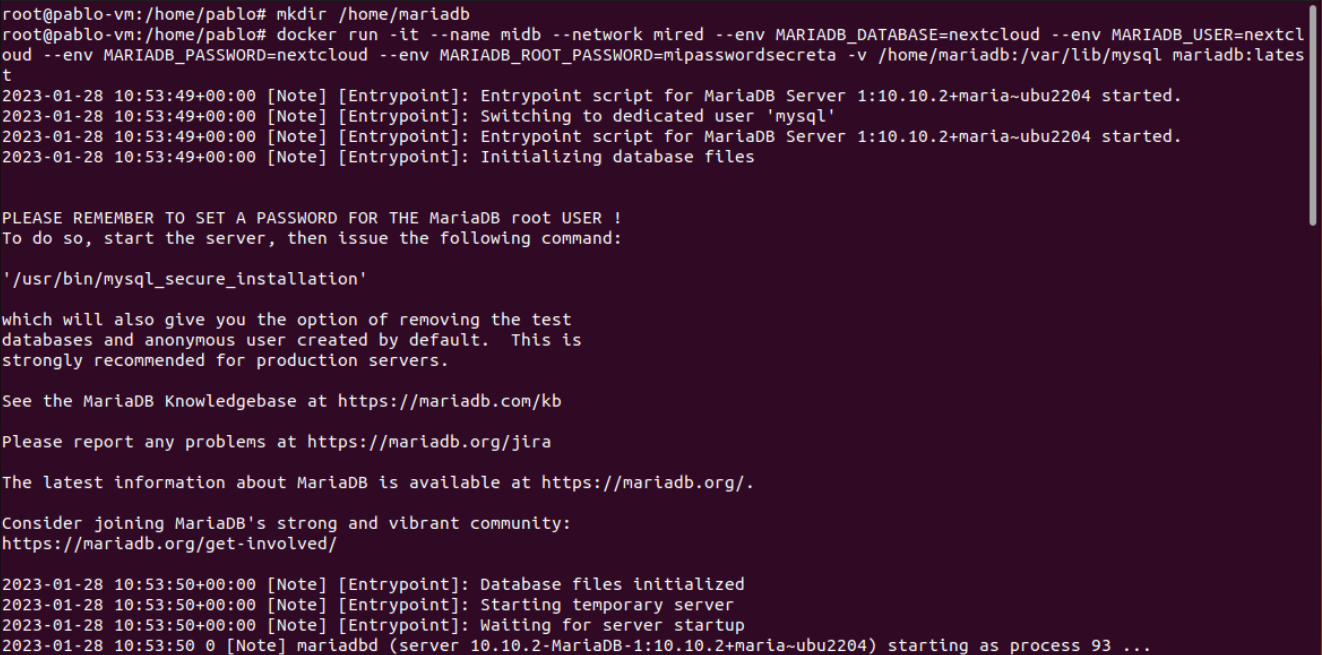 root@pablo-vm:/home/pablo# mkdir /home/mariadb
root@pablo-vm:/home/pablo# docker run -it --name midb --network mired --env MARIADB_DATABASE=nextcloud --env MARIADB_USER=nextcl
oud --env MARIADB_PASSWORD=nextcloud --env MARIADB_ROOT_PASSWORD=mipasswordsecreta -v /home/mariadb:/var/lib/mysql mariadb:lates
t
2023-01-28 10:53:49+00:00 [Note] [Entrypoint]: Entrypoint script for MariaDB Server 1:10.10.2+maria~ubu2204 started.
2023-01-28 10:53:49+00:00 [Note] [Entrypoint]: Switching to dedicated user 'mysql'
2023-01-28 10:53:49+00:00 [Note] [Entrypoint]: Entrypoint script for MariaDB Server 1:10.10.2+maria~ubu2204 started.
2023-01-28 10:53:49+00:00 [Note] [Entrypoint]: Initializing database files
PLEASE REMEMBER TO SET A PASSWORD FOR THE MariaDB root USER !
To do so, start the server, then issue the following command:
'/usr/bin/mysql_secure_installation'
which will also give you the option of removing the test
databases and anonymous user created by default.  This is
strongly recommended for production servers.
See the MariaDB Knowledgebase at https://mariadb.com/kb
Please report any problems at https://mariadb.org/jira
The latest information about MariaDB is available at https://mariadb.org/.
Consider joining MariaDB's strong and vibrant community:
https://mariadb.org/get-involved/
2023-01-28 10:53:50+00:00 [Note] [Entrypoint]: Database files initialized
2023-01-28 10:53:50+00:00 [Note] [Entrypoint]: Starting temporary server
2023-01-28 10:53:50+00:00 [Note] [Entrypoint]: Waiting for server startup
2023-01-28 10:53:50 0 [Note] mariadbd (server 10.10.2-MariaDB-1:10.10.2+maria~ubu2204) starting as process 93 ...